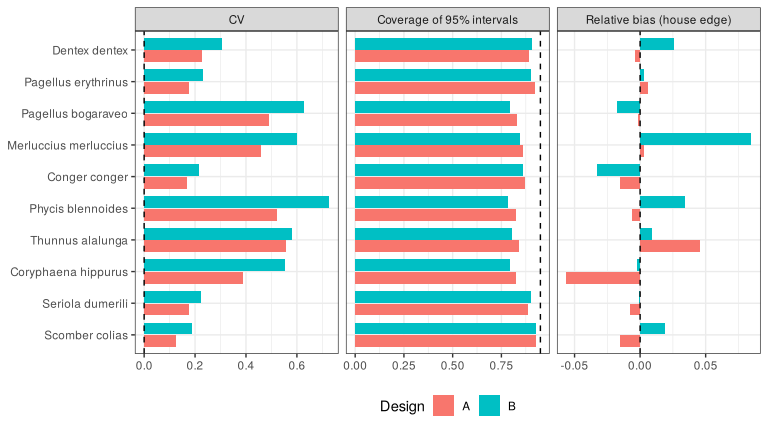 CV
Coverage of 95% intervals
Relative bias (house edge)
Dentex dentex
Pagellus erythrinus
Pagellus bogaraveo
Merluccius merluccius
Conger conger
Phycis blennoides
Thunnus alalunga
Coryphaena hippurus
Seriola dumerili
Scomber colias
0.0 0.2 0.4 0.6
0.00 0.25 0.50 0.75
-0.05 0.00 0.05
Design A B